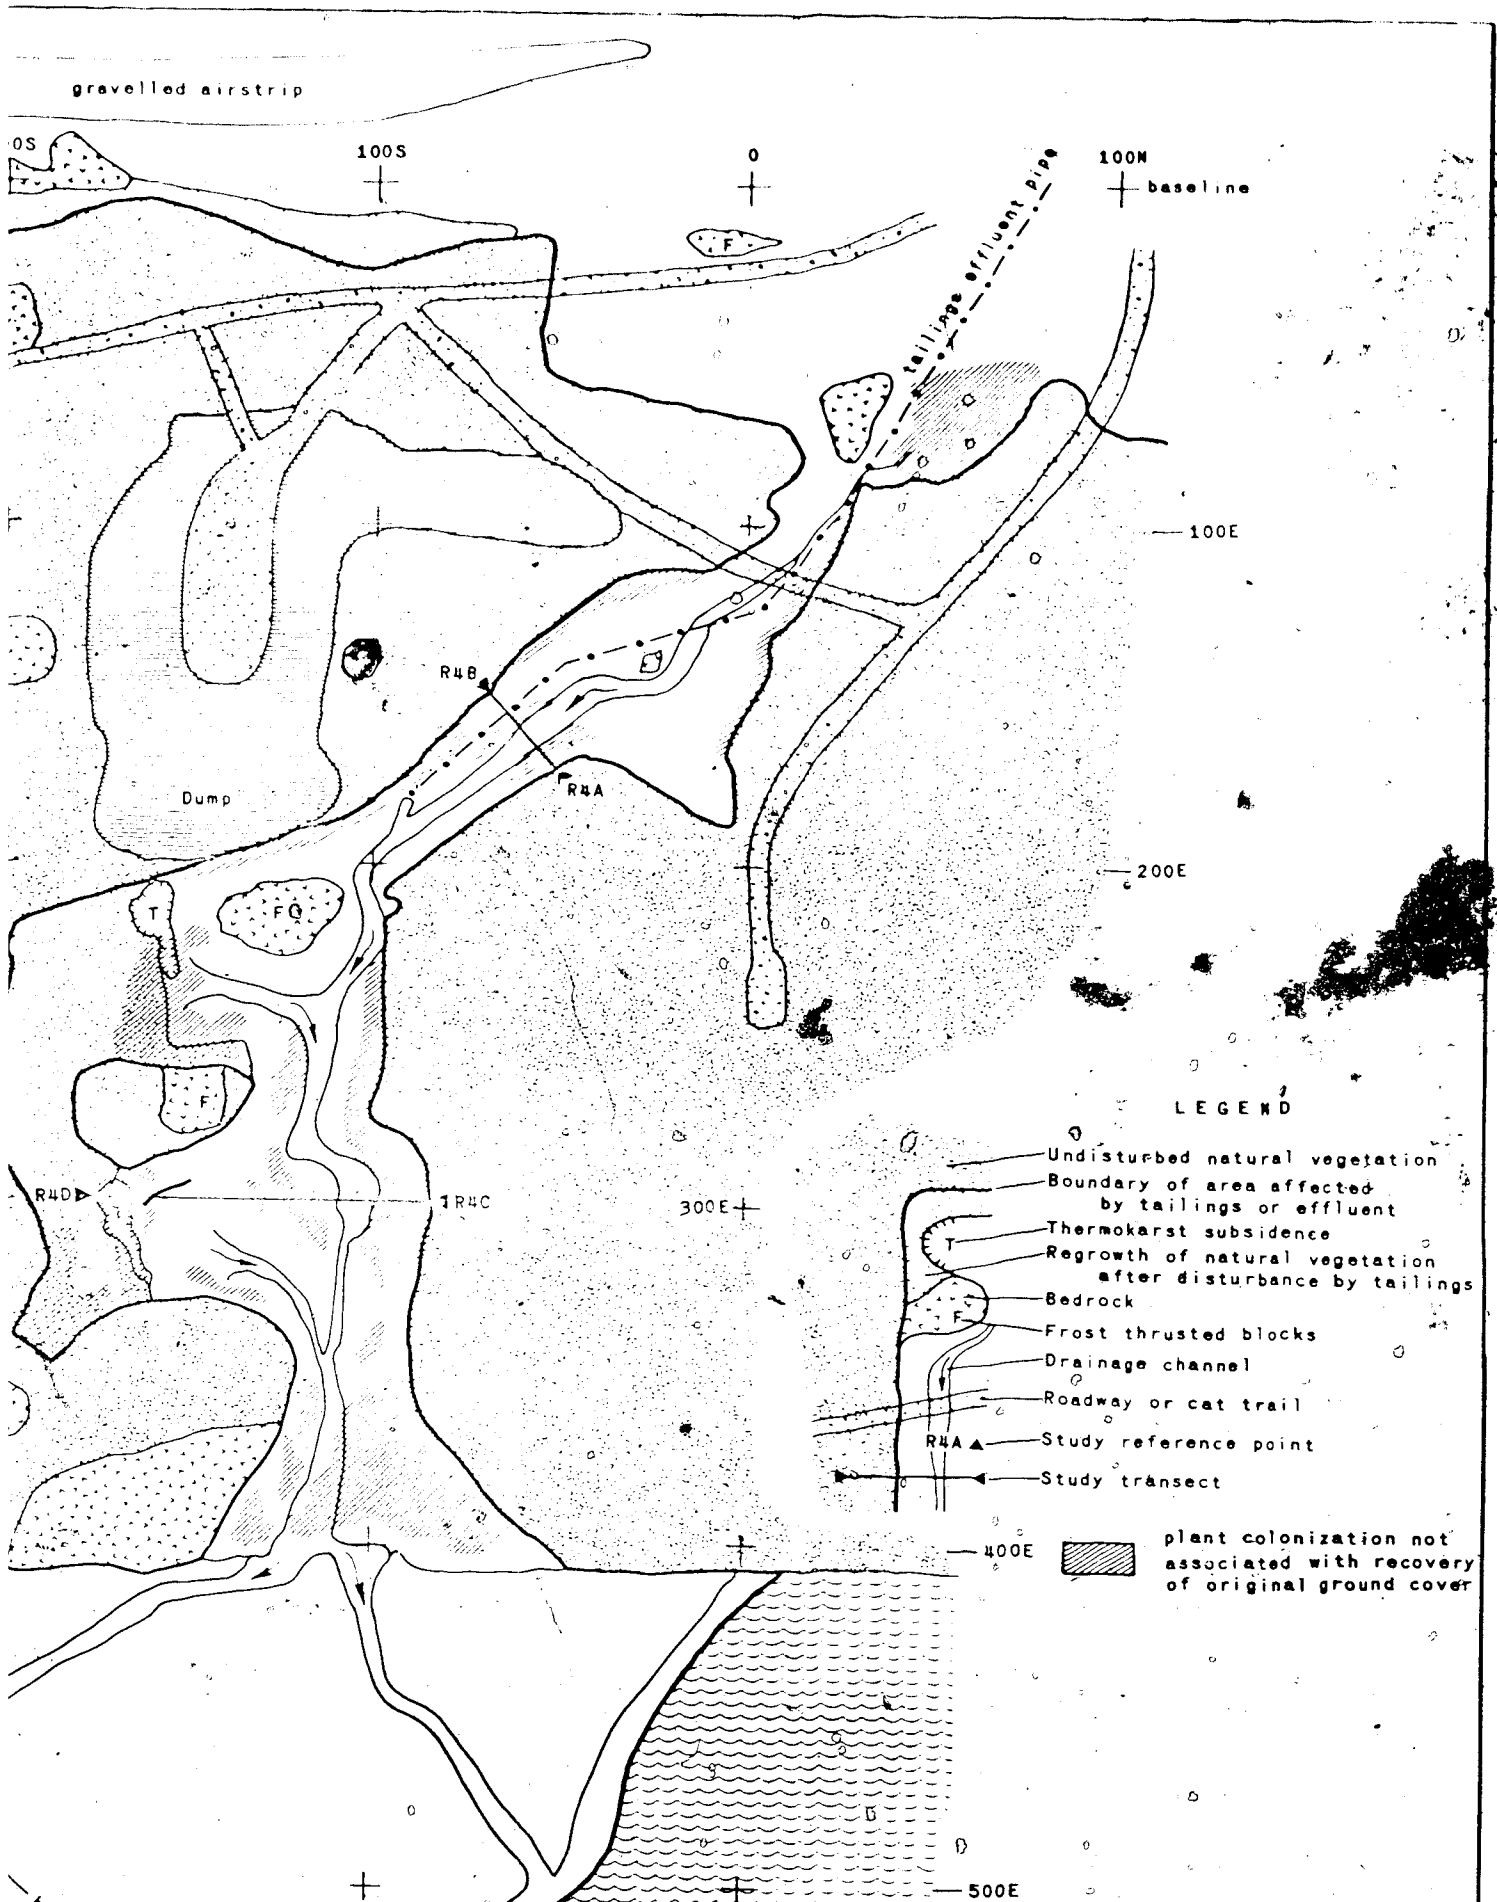 gravelled airstrip
0S
100S
0
100N
baseline
tailings effluent pipe
F
100E
R4B
R4A
Dump
200E
T
F
F
LEGEND
Undisturbed natural vegetation
Boundary of area affected
by tailings or effluent
R4D
R4C
300E
Thermokarst subsidence
T
Regrowth of natural vegetation
after disturbance by tailings
Bedrock
F
Frost thrusted blocks
Drainage channel
Roadway or cat trail
R4A
Study reference point
Study transect
400E
plant colonization not
associated with recovery
of original ground cover
500E